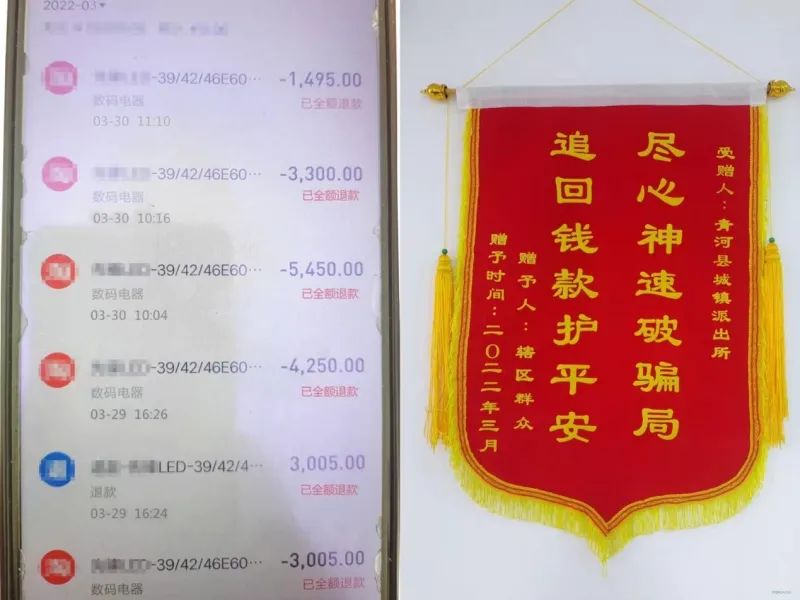 2022-03
-39/42/46E60… -1,495.00
数码电器 已全额退款
03-30 11:10
-39/42/46E60… -3,300.00
数码电器 已全额退款
03-30 10:16
-39/42/46E60… -5,450.00
数码电器 已全额退款
03-30 10:04
-39/42/46E60… -4,250.00
数码电器 已全额退款
03-29 16:26
LED-39/42/4… 3,005.00
退款 已全额退款
03-29 16:24
-39/42/46E60… -3,005.00
数码电器 已全额退款
受赠人：青河县城镇派出所
尽心神速破骗局
追回钱款护平安
赠予人：辖区群众
赠予时间：二〇二二年三月